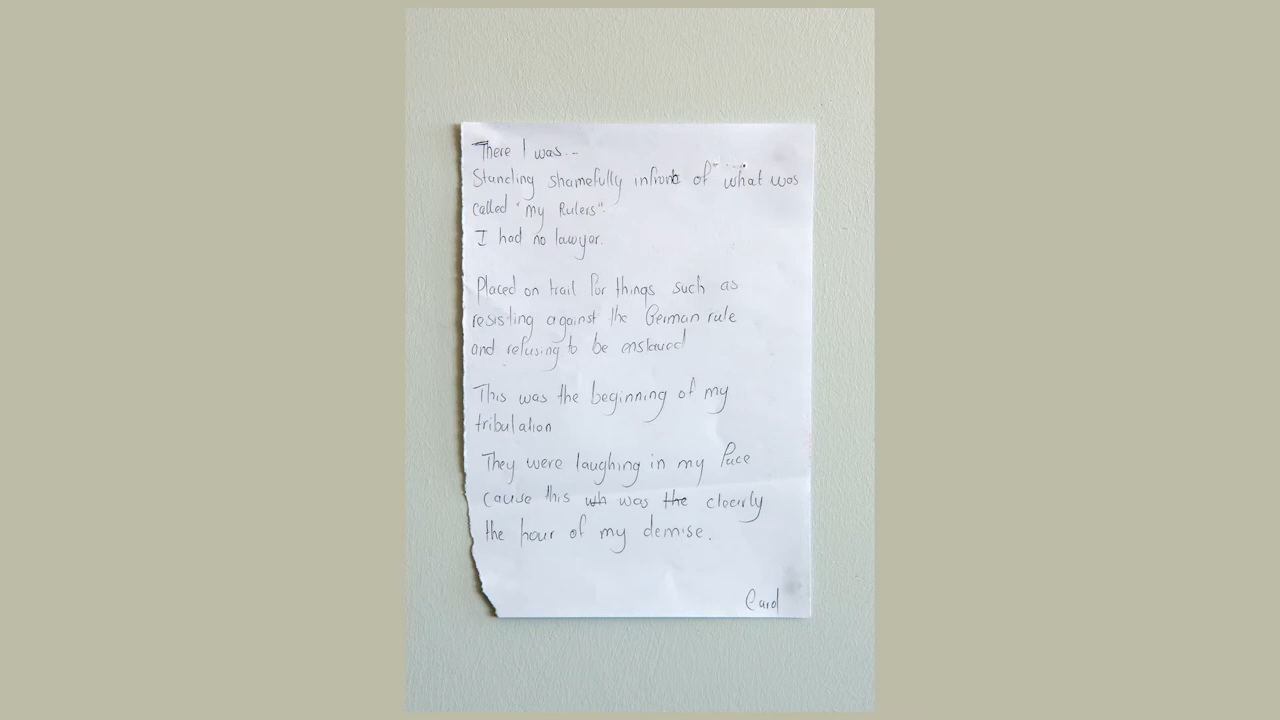 There I was..
Standing shamefully infront of what was
called "my Rulers".
I had no lawyer.
Placed on trail for things such as
resisting against the German rule
and refusing to be enslaved
This was the beginning of my
tribulation
They were laughing in my face
cause this wh was the clearly
the hour of my demise.